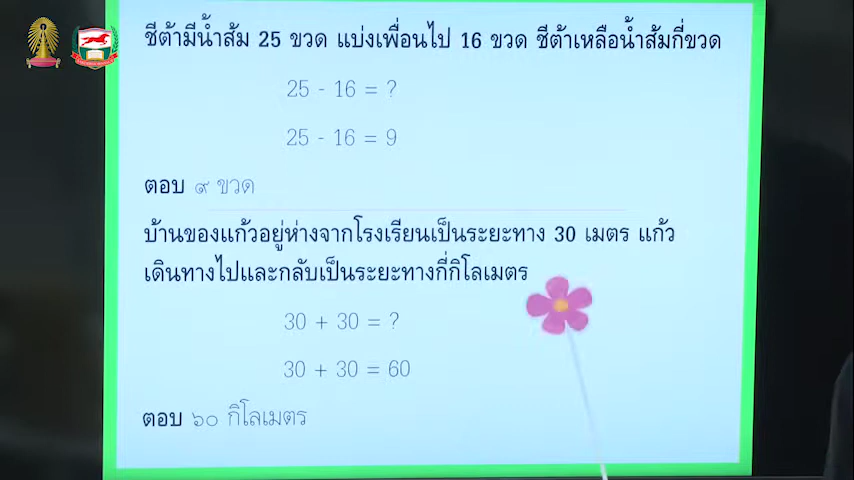 ชีต้ามีน้ำส้ม 25 ขวด แบ่งเพื่อนไป 16 ขวด ชีต้าเหลือน้ำส้มกี่ขวด
25 - 16 = ?
25 - 16 = 9
ตอบ ๙ ขวด
บ้านของแก้วอยู่ห่างจากโรงเรียนเป็นระยะทาง 30 เมตร แก้ว
เดินทางไปและกลับเป็นระยะทางกี่กิโลเมตร
30 + 30 = ?
30 + 30 = 60
ตอบ ๖๐ กิโลเมตร